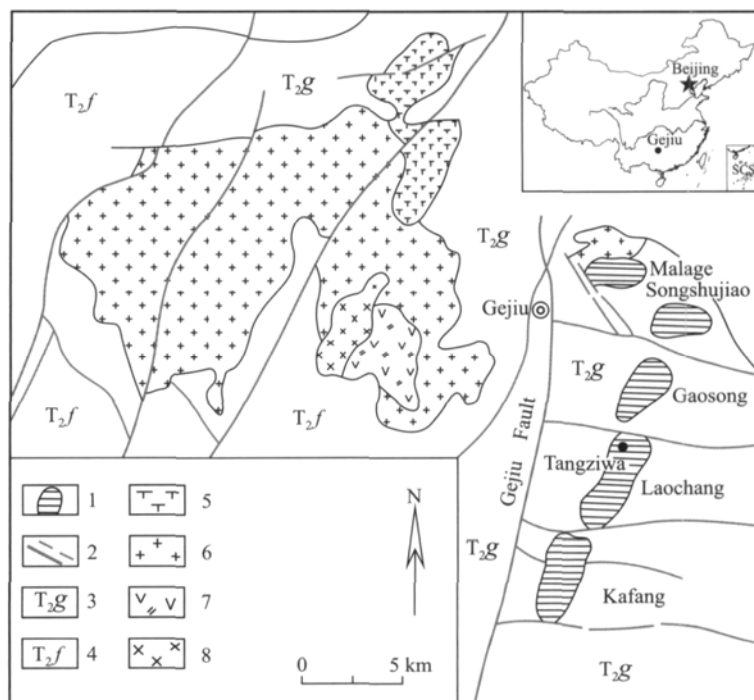 T₂f
T₂g
Beijing
Gejiu
SCS
T₂g
Malage
Songshujiao
Gejiu
T₂g
Gaosong
T₂f
T₂f
Gejiu Fault
Tangziwa
Laochang
T₂g
Kafang
T₂g
1
5
2
6
T₂g 3
7
T₂f 4
8
N
0 5 km